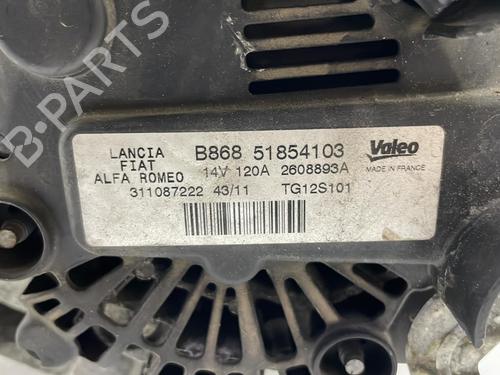 B-PARTS
LANCIA
FIAT
ALFA ROMEO
B868 51854103
14V 120A 2608893A
311087222 43/11 TG12S101
Valeo
MADE IN FRANCE